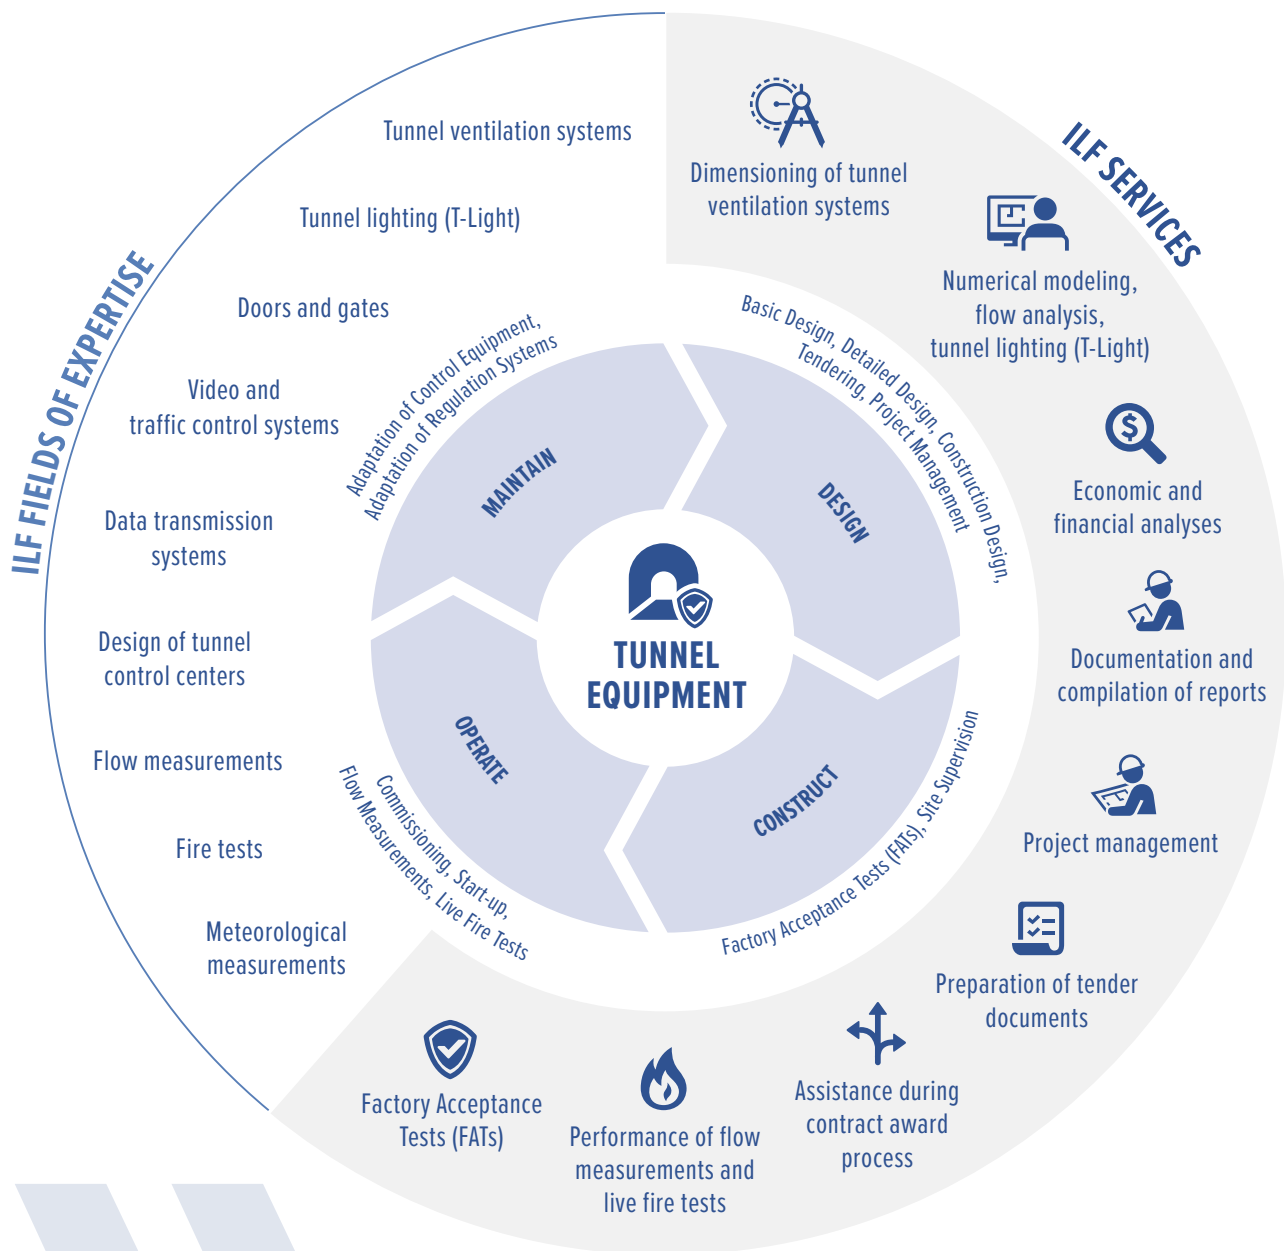 ILF FIELDS OF EXPERTISE
Tunnel ventilation systems
Tunnel lighting (T-Light)
Doors and gates
Video and
traffic control systems
Data transmission
systems
Design of tunnel
control centers
Flow measurements
Fire tests
Meteorological
measurements
ILF SERVICES
Dimensioning of tunnel
ventilation systems
Numerical modeling,
flow analysis,
tunnel lighting (T-Light)
Economic and
financial analyses
Documentation and
compilation of reports
Project management
Preparation of tender
documents
Assistance during
contract award
process
Performance of flow
measurements and
live fire tests
Factory Acceptance
Tests (FATs)
Adaptation of Control Equipment,
Adaptation of Regulation Systems
MAINTAIN
Basic Design, Detailed Design, Construction Design,
Tendering, Project Management
DESIGN
TUNNEL
EQUIPMENT
OPERATE
Commissioning, Start-up,
Flow Measurements, Live Fire Tests
CONSTRUCT
Factory Acceptance Tests (FATs), Site Supervision